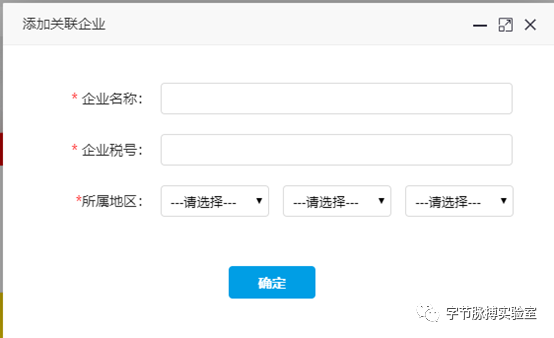 添加关联企业
* 企业名称：
* 企业税号：
*所属地区： ---请选择--- ---请选择--- ---请选择---
确定
字节脉搏实验室